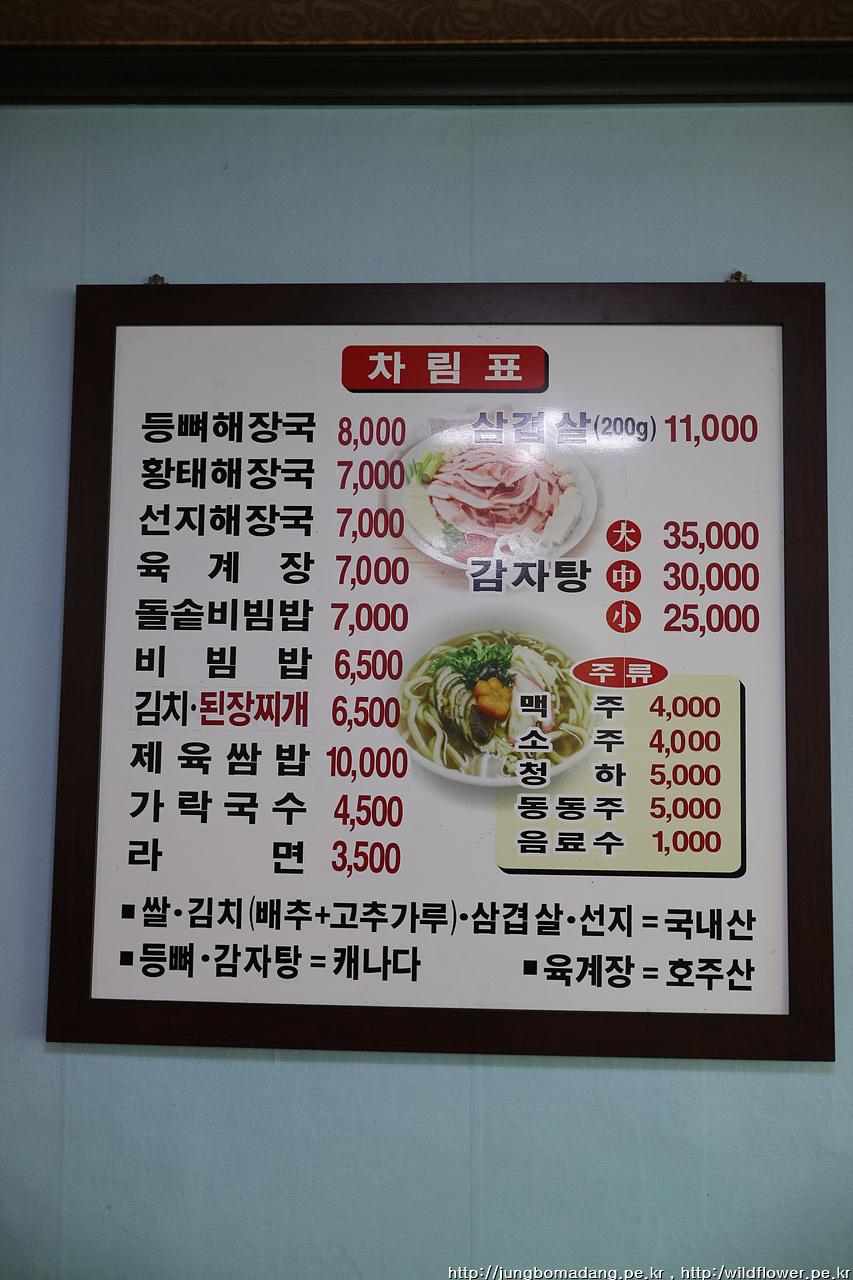 차림표
등뼈해장국 8,000
황태해장국 7,000
선지해장국 7,000
육계장 7,000
돌솥비빔밥 7,000
비빔밥 6,500
김치·된장찌개 6,500
제육쌈밥 10,000
가락국수 4,500
라면 3,500
삼겹살(200g) 11,000
감자탕
大 35,000
中 30,000
小 25,000
주류
맥주 4,000
소주 4,000
청하 5,000
동동주 5,000
음료수 1,000
■쌀·김치(배추+고추가루)·삼겹살·선지=국내산
■등뼈·감자탕=캐나다 ■육계장=호주산
http://jungbomadang.pe.kr , http:/wildflower.pe.kr